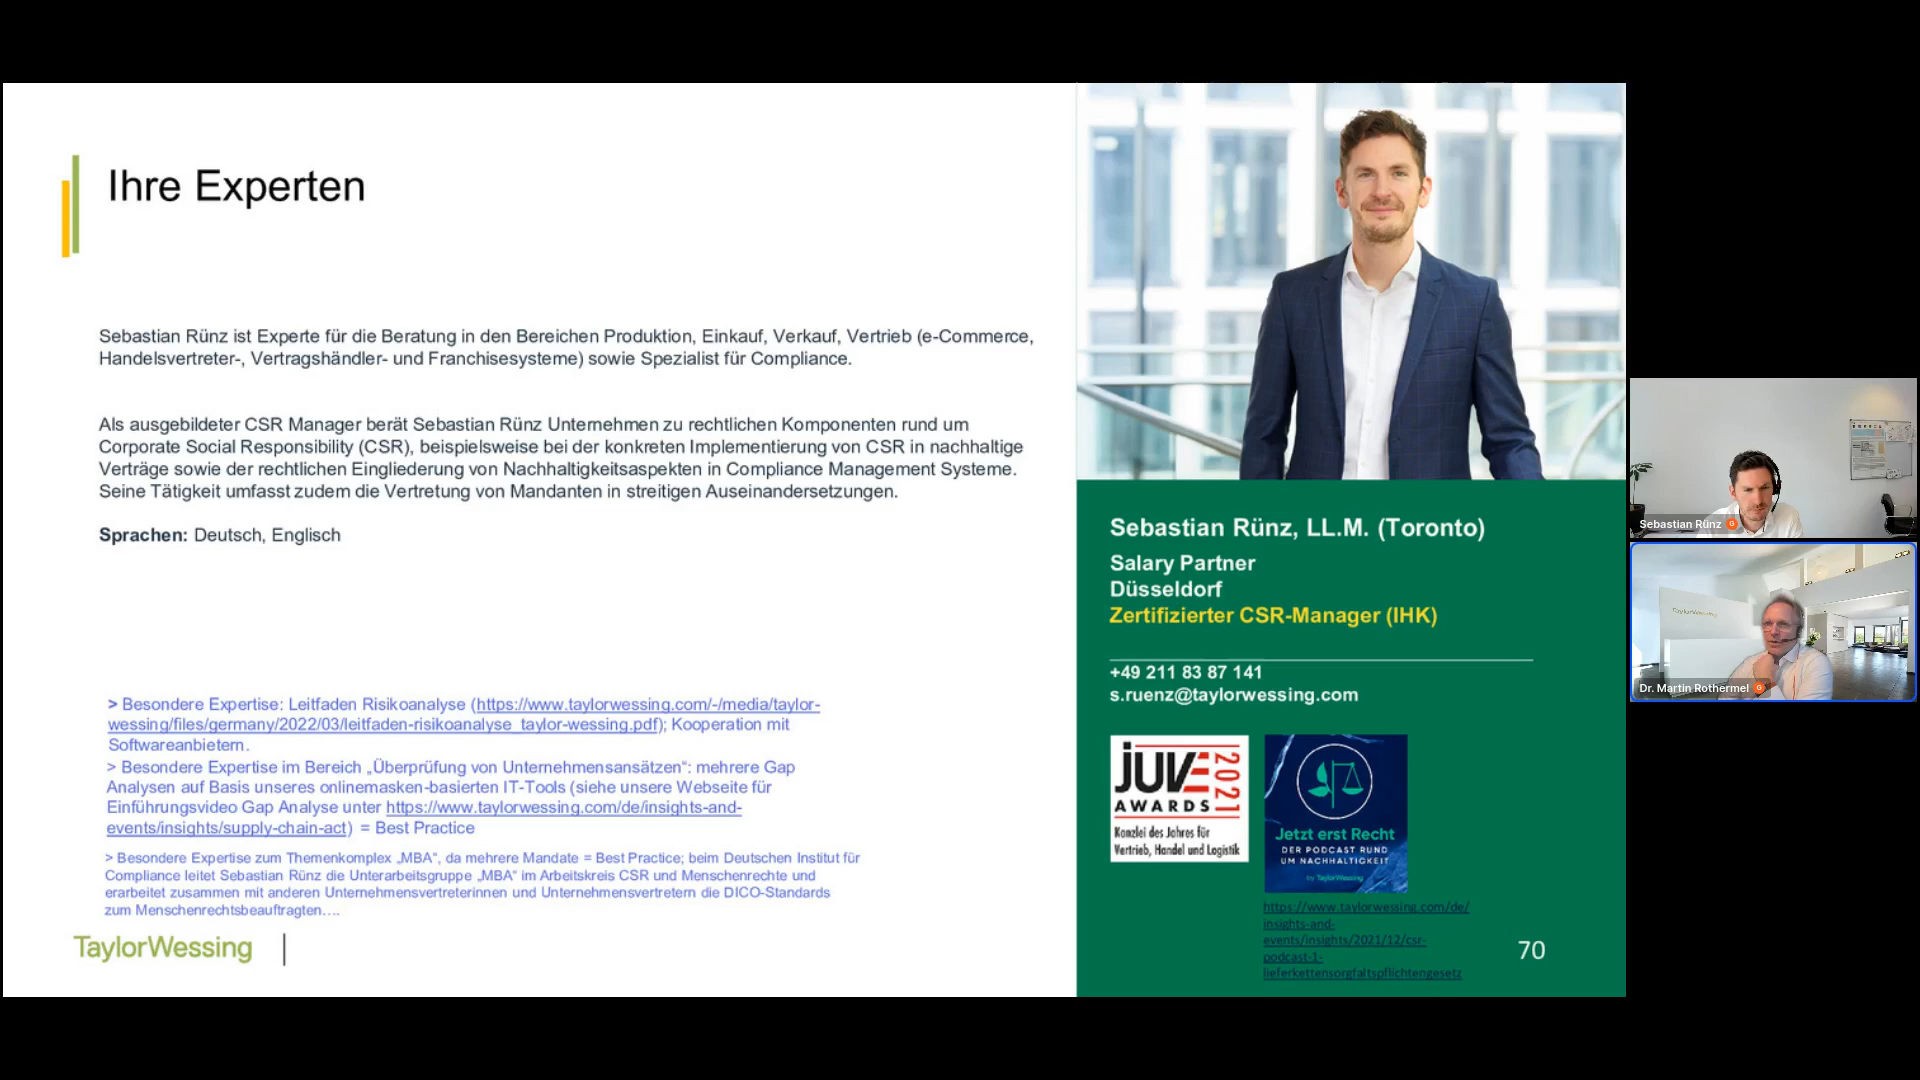 Ihre Experten
Sebastian Rünz ist Experte für die Beratung in den Bereichen Produktion, Einkauf, Verkauf, Vertrieb (e-Commerce,
Handelsvertreter-, Vertragshändler- und Franchisesysteme) sowie Spezialist für Compliance.
Als ausgebildeter CSR Manager berät Sebastian Rünz Unternehmen zu rechtlichen Komponenten rund um
Corporate Social Responsibility (CSR), beispielsweise bei der konkreten Implementierung von CSR in nachhaltige
Verträge sowie der rechtlichen Eingliederung von Nachhaltigkeitsaspekten in Compliance Management Systeme.
Seine Tätigkeit umfasst zudem die Vertretung von Mandanten in streitigen Auseinandersetzungen.
Sprachen: Deutsch, Englisch
> Besondere Expertise: Leitfaden Risikoanalyse (https://www.taylorwessing.com/-/media/taylor-
wessing/files/germany/2022/03/leitfaden-risikoanalyse_taylor-wessing.pdf); Kooperation mit
Softwareanbietern.
> Besondere Expertise im Bereich „Überprüfung von Unternehmensansätzen“: mehrere Gap
Analysen auf Basis unseres onlinemasken-basierten IT-Tools (siehe unsere Webseite für
Einführungsvideo Gap Analyse unter https://www.taylorwessing.com/de/insights-and-
events/insights/supply-chain-act) = Best Practice
> Besondere Expertise zum Themenkomplex „MBA“, da mehrere Mandate = Best Practice; beim Deutschen Institut für
Compliance leitet Sebastian Rünz die Unterarbeitsgruppe „MBA“ im Arbeitskreis CSR und Menschenrechte und
erarbeitet zusammen mit anderen Unternehmensvertreterinnen und Unternehmensvertretern die DICO-Standards
zum Menschenrechtsbeauftragten….
TaylorWessing
Sebastian Rünz, LL.M. (Toronto)
Salary Partner
Düsseldorf
Zertifizierter CSR-Manager (IHK)
+49 211 83 87 141
s.ruenz@taylorwessing.com
JUVE
AWARDS
2021
Kanzlei des Jahres für
Vertrieb, Handel und Logistik
Jetzt erst Recht
DER PODCAST RUND
UM NACHHALTIGKEIT
by TaylorWessing
https://www.taylorwessing.com/de/
insights-and-
events/insights/2021/12/csr-
podcast-1-
lieferkettensorgfaltspflichtengesetz
70
Sebastian Rünz
TaylorWessing
Dr. Martin Rothermel